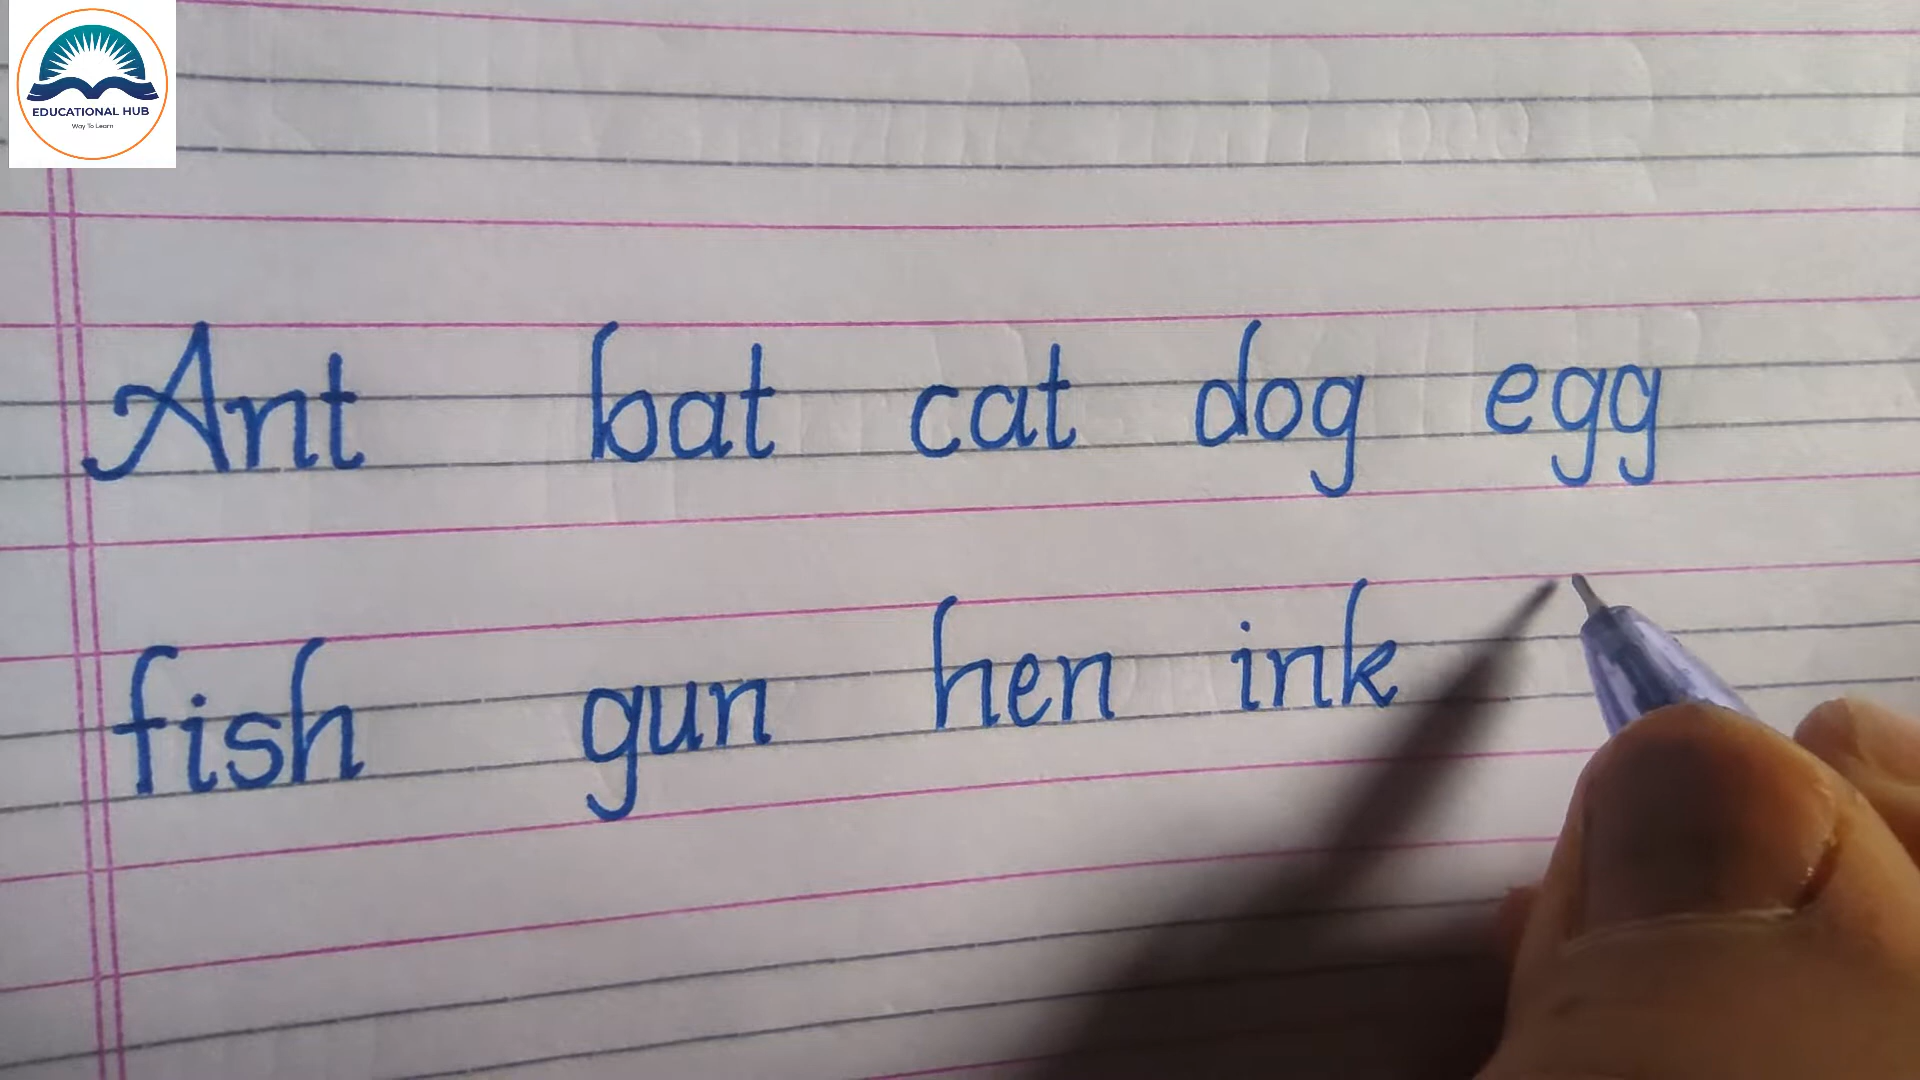 EDUCATIONAL HUB
Way To Learn
Ant bat cat dog egg
fish gun hen ink